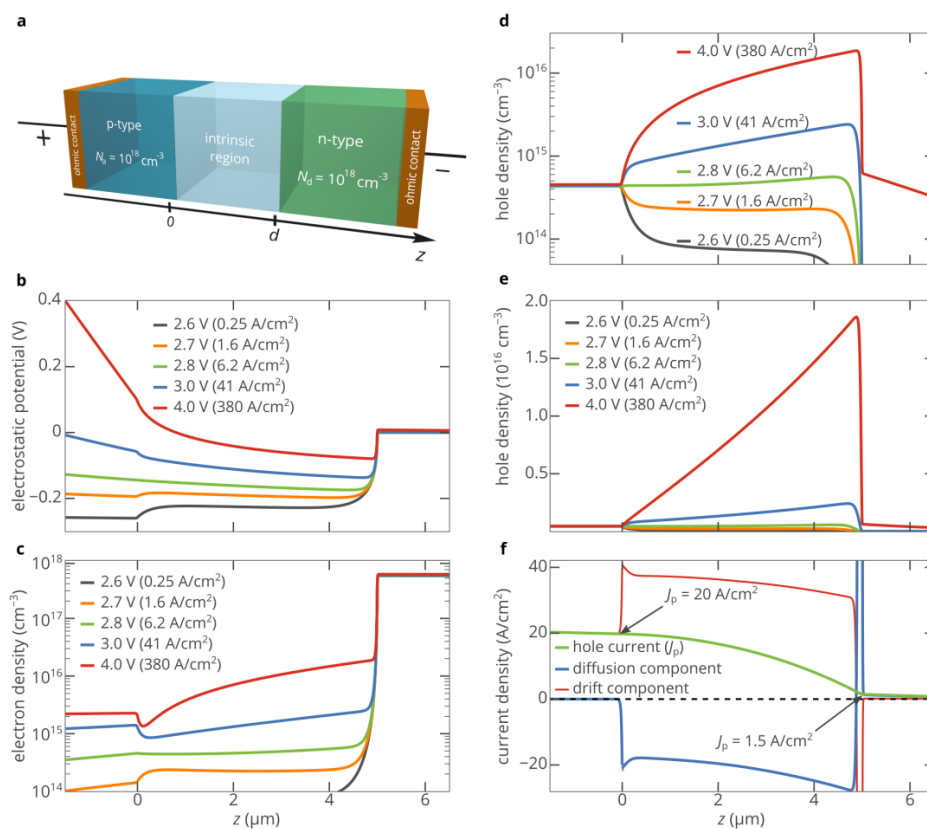 a
p-type
Nₐ = 10¹⁸ cm⁻³
intrinsic
region
n-type
N_d = 10¹⁸ cm⁻³
ohmic contact
ohmic contact
+
−
0
d
z
b
electrostatic potential (V)
0.4
0
−0.2
2.6 V (0.25 A/cm²)
2.7 V (1.6 A/cm²)
2.8 V (6.2 A/cm²)
3.0 V (41 A/cm²)
4.0 V (380 A/cm²)
c
electron density (cm⁻³)
10¹⁸
10¹⁷
10¹⁶
10¹⁵
10¹⁴
2.6 V (0.25 A/cm²)
2.7 V (1.6 A/cm²)
2.8 V (6.2 A/cm²)
3.0 V (41 A/cm²)
4.0 V (380 A/cm²)
0 2 4 6
z (μm)
d
hole density (cm⁻³)
10¹⁶
10¹⁵
10¹⁴
4.0 V (380 A/cm²)
3.0 V (41 A/cm²)
2.8 V (6.2 A/cm²)
2.7 V (1.6 A/cm²)
2.6 V (0.25 A/cm²)
e
hole density (10¹⁶ cm⁻³)
2.0
1.5
1.0
0.5
2.6 V (0.25 A/cm²)
2.7 V (1.6 A/cm²)
2.8 V (6.2 A/cm²)
3.0 V (41 A/cm²)
4.0 V (380 A/cm²)
f
current density (A/cm²)
40
20
0
−20
Jₚ = 20 A/cm²
hole current (Jₚ)
diffusion component
drift component
Jₚ = 1.5 A/cm²
0 2 4 6
z (μm)